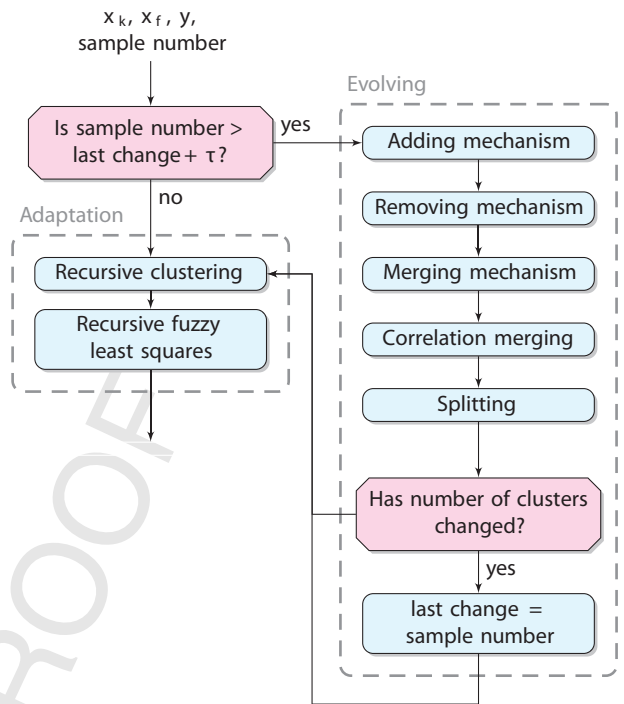 x k, x f, y,
sample number
Is sample number >
last change + τ?
yes
no
Adaptation
Recursive clustering
Recursive fuzzy
least squares
Evolving
Adding mechanism
Removing mechanism
Merging mechanism
Correlation merging
Splitting
Has number of clusters
changed?
yes
last change =
sample number
ROOF